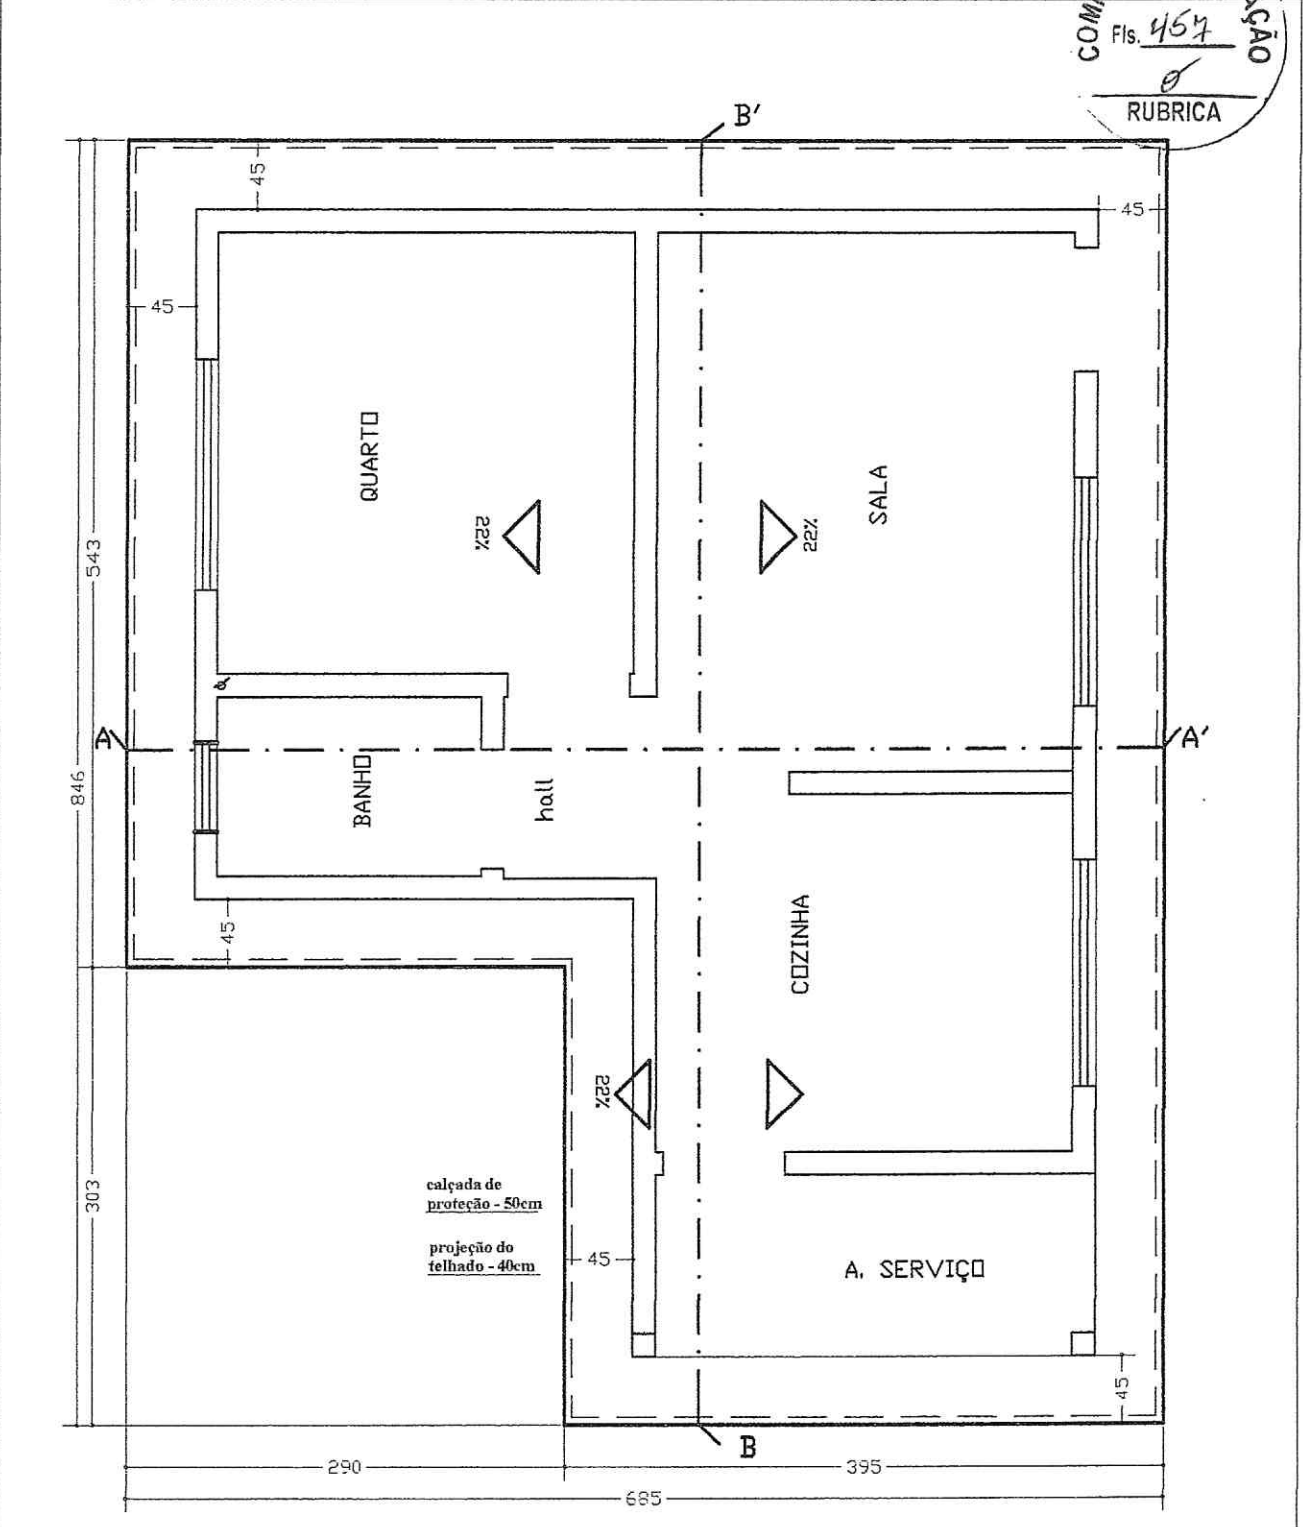 COM
AÇÃO
Fls. 457
RUBRICA
B'
45
45
45
QUARTO
SALA
22%
22%
543
846
A
A'
BANHO
hall
45
COZINHA
22%
303
calçada de
proteção - 50cm
projeção do
telhado - 40cm
45
A. SERVIÇO
45
B
290
395
685